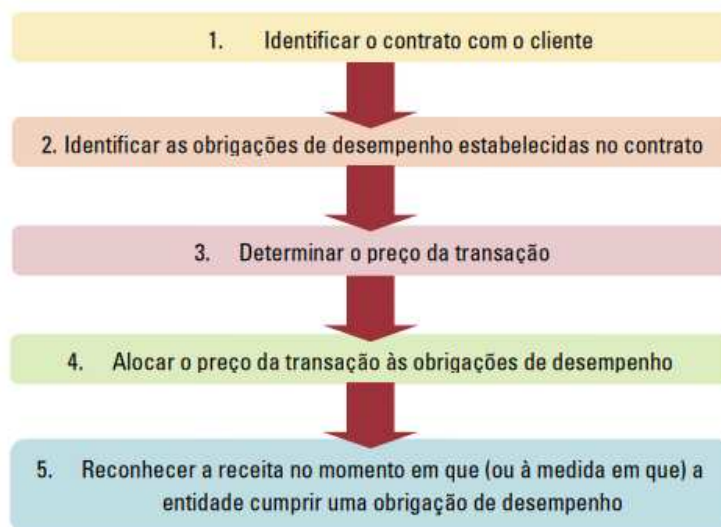 1. Identificar o contrato com o cliente
2. Identificar as obrigações de desempenho estabelecidas no contrato
3. Determinar o preço da transação
4. Alocar o preço da transação às obrigações de desempenho
5. Reconhecer a receita no momento em que (ou à medida em que) a
entidade cumprir uma obrigação de desempenho